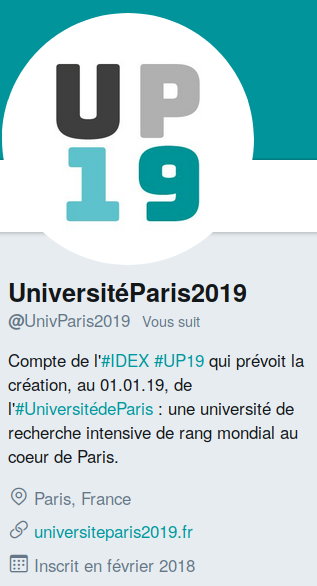 UP
19
UniversitéParis2019
@UnivParis2019 Vous suit
Compte de l'#IDEX #UP19 qui prévoit la
création, au 01.01.19, de
l'#UniversitédeParis : une université de
recherche intensive de rang mondial au
coeur de Paris.
Paris, France
universiteparis2019.fr
Inscrit en février 2018